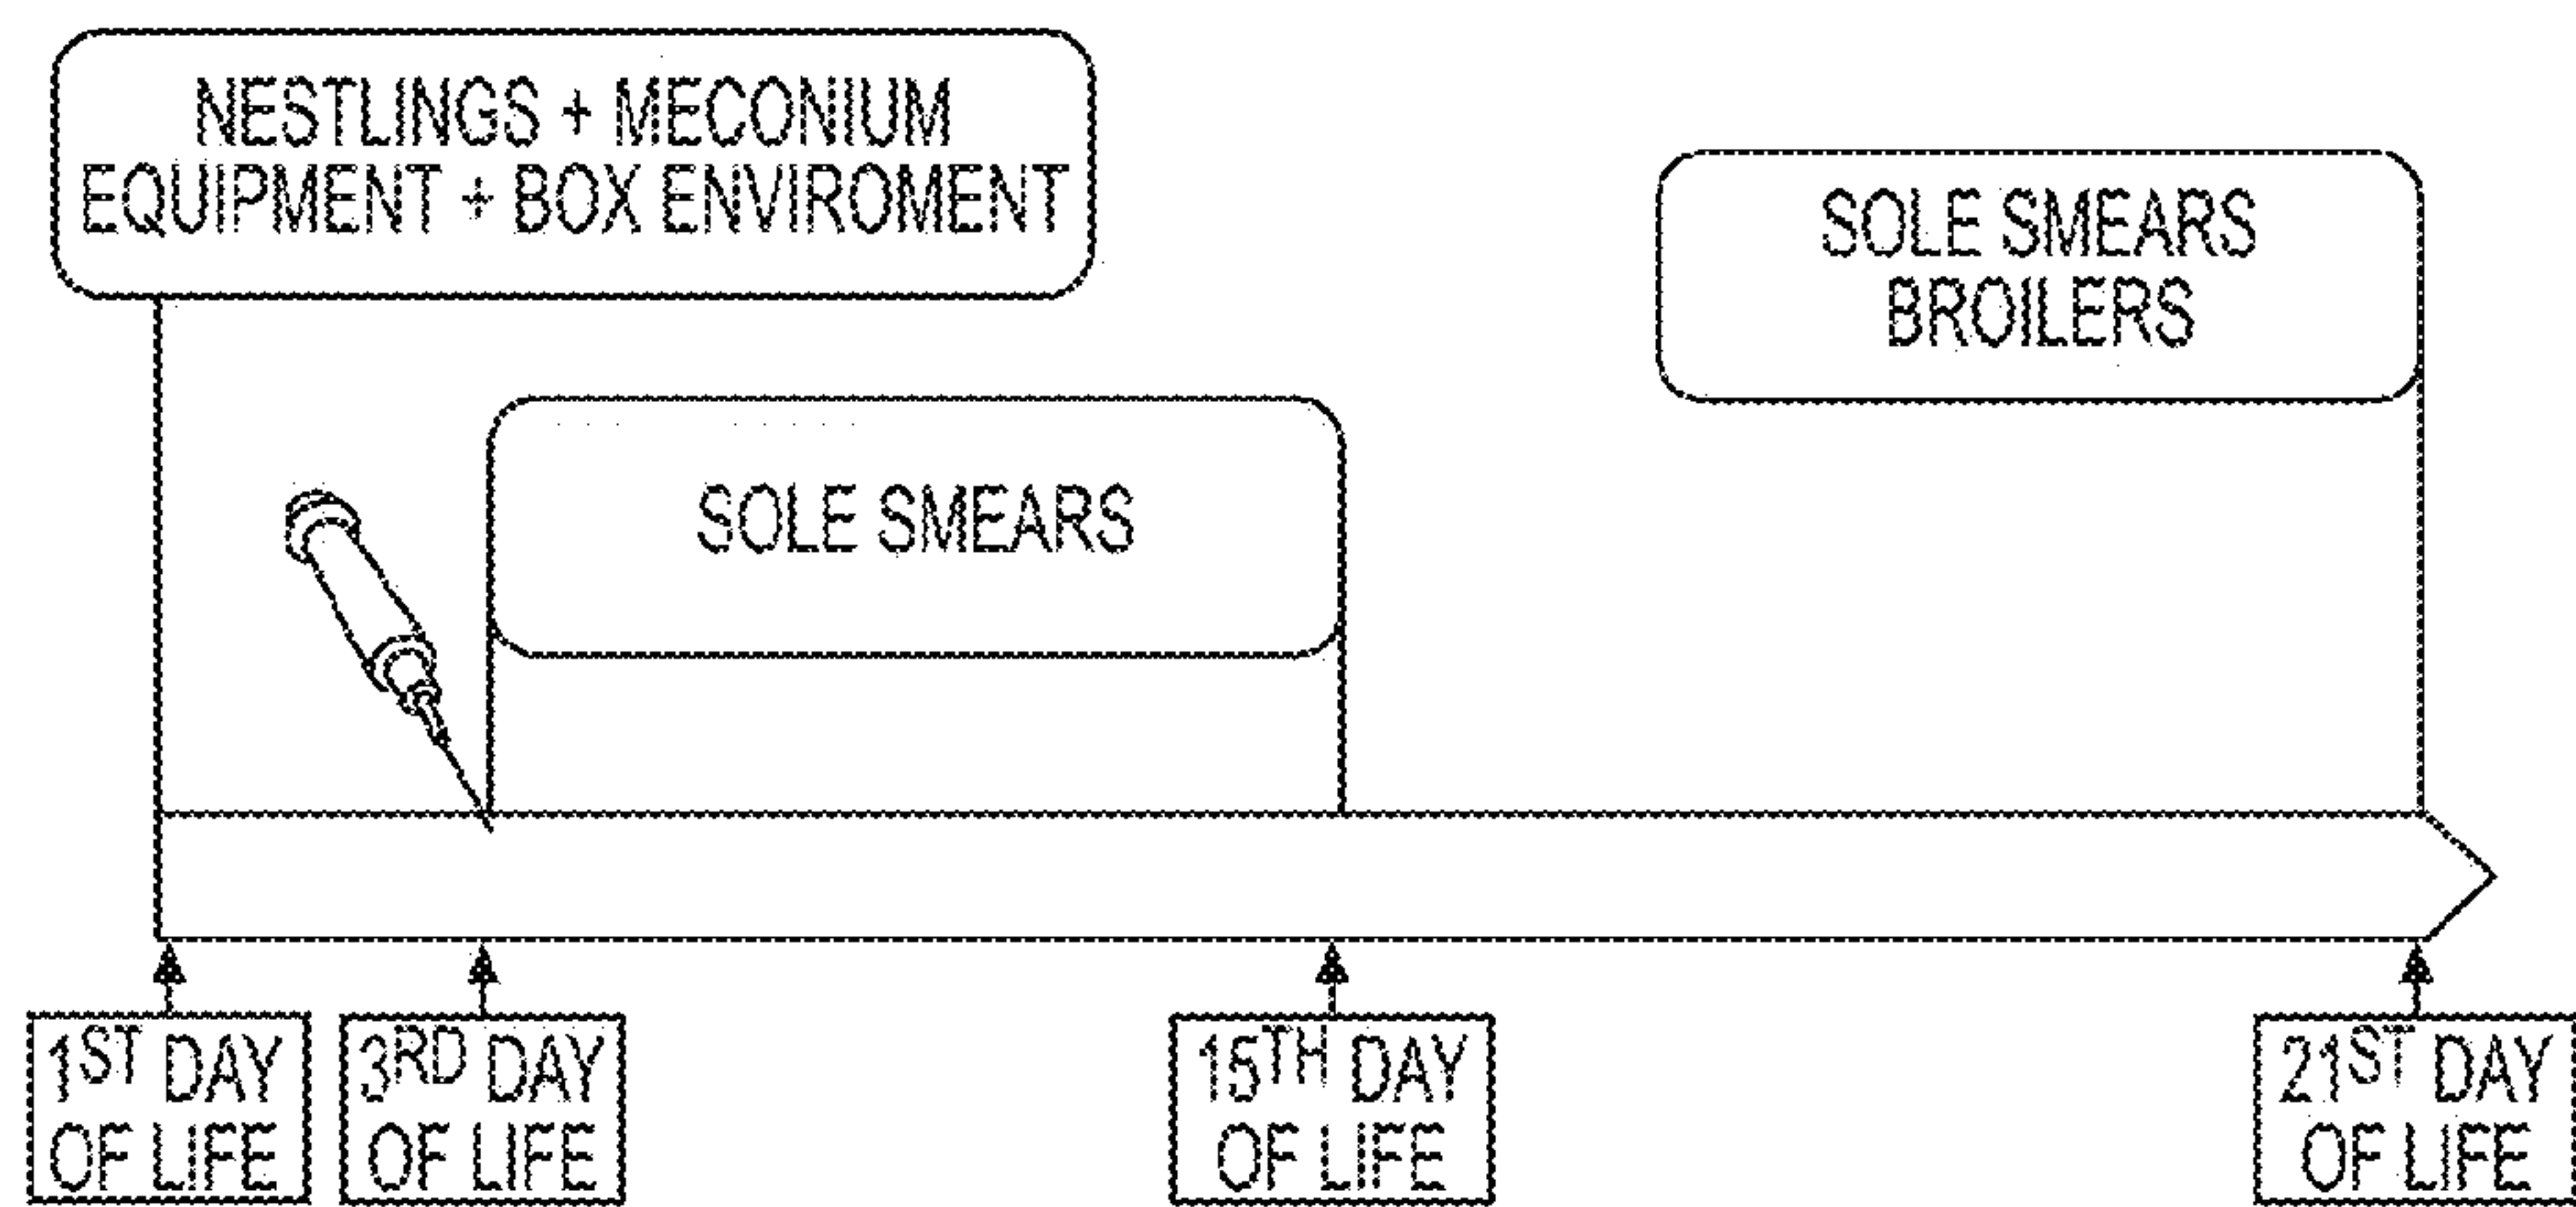 NESTLINGS + MECONIUM
EQUIPMENT + BOX ENVIROMENT
SOLE SMEARS
BROILERS
SOLE SMEARS
1ST DAY
OF LIFE
3RD DAY
OF LIFE
15TH DAY
OF LIFE
21ST DAY
OF LIFE